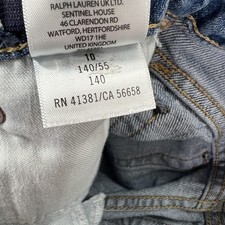 RALPH LAUREN UK LTD.
SENTINEL HOUSE
46 CLARENDON RD
WATFORD, HERTFORDSHIRE
WD17 1HE
UNITED KINGDOM
10
140/55
140
RN 41381/CA 56658